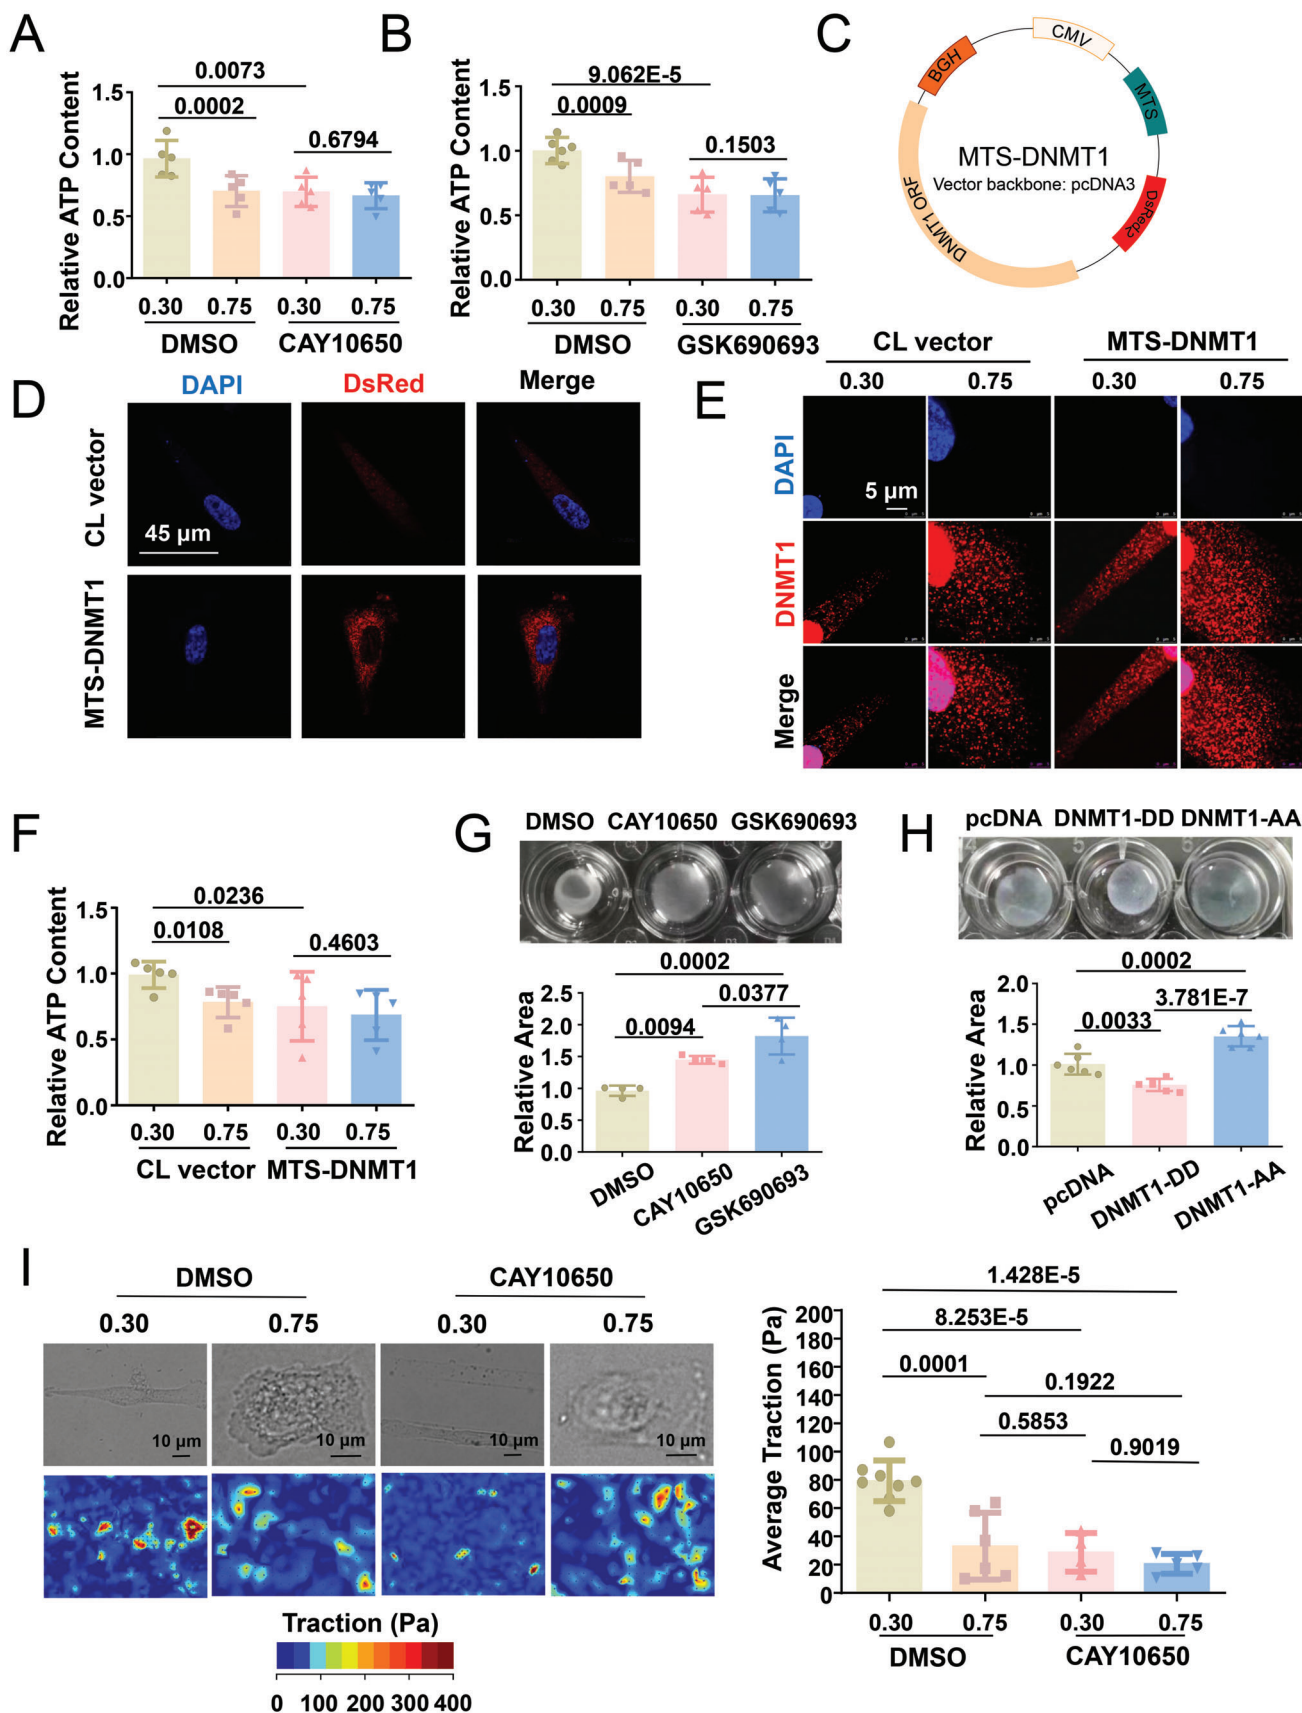 A
0.0073
0.0002
0.6794
Relative ATP Content
1.5
1.0
0.5
0.0
0.30 0.75 0.30 0.75
DMSO CAY10650
B
9.062E-5
0.0009
0.1503
Relative ATP Content
1.5
1.0
0.5
0.0
0.30 0.75 0.30 0.75
DMSO GSK690693
C
CMV
MTS
DsRed2
DNMT1 ORF
BGH
MTS-DNMT1
Vector backbone: pcDNA3
D
DAPI DsRed Merge
CL vector
45 µm
MTS-DNMT1
E
CL vector MTS-DNMT1
0.30 0.75 0.30 0.75
DAPI
5 µm
DNMT1
Merge
F
0.0236
0.0108
0.4603
Relative ATP Content
1.5
1.0
0.5
0.0
0.30 0.75 0.30 0.75
CL vector MTS-DNMT1
G
DMSO CAY10650 GSK690693
0.0002
0.0377
0.0094
Relative Area
2.5
2.0
1.5
1.0
0.5
0.0
DMSO
CAY10650
GSK690693
H
pcDNA DNMT1-DD DNMT1-AA
5 6
0.0002
3.781E-7
0.0033
Relative Area
2.0
1.5
1.0
0.5
0.0
pcDNA
DNMT1-DD
DNMT1-AA
I
DMSO CAY10650
0.30 0.75 0.30 0.75
10 µm 10 µm 10 µm 10 µm
Traction (Pa)
0 100 200 300 400
1.428E-5
8.253E-5
0.0001
0.1922
0.5853
0.9019
Average Traction (Pa)
200
180
160
140
120
100
80
60
40
20
0
0.30 0.75 0.30 0.75
DMSO CAY10650